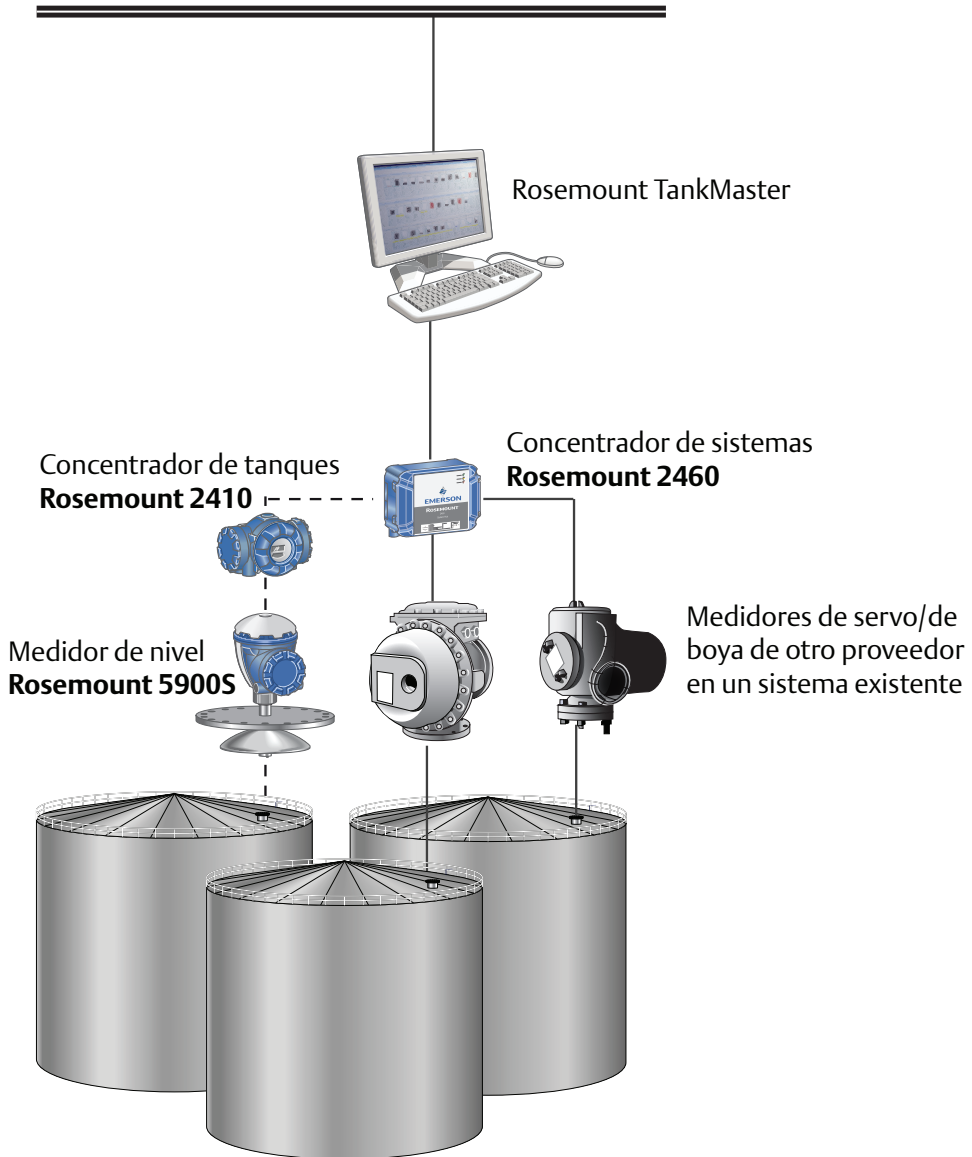 Rosemount TankMaster
Concentrador de tanques
Rosemount 2410
Concentrador de sistemas
Rosemount 2460
EMERSON
ROSEMOUNT
Medidor de nivel
Rosemount 5900S
Medidores de servo/de
boya de otro proveedor
en un sistema existente